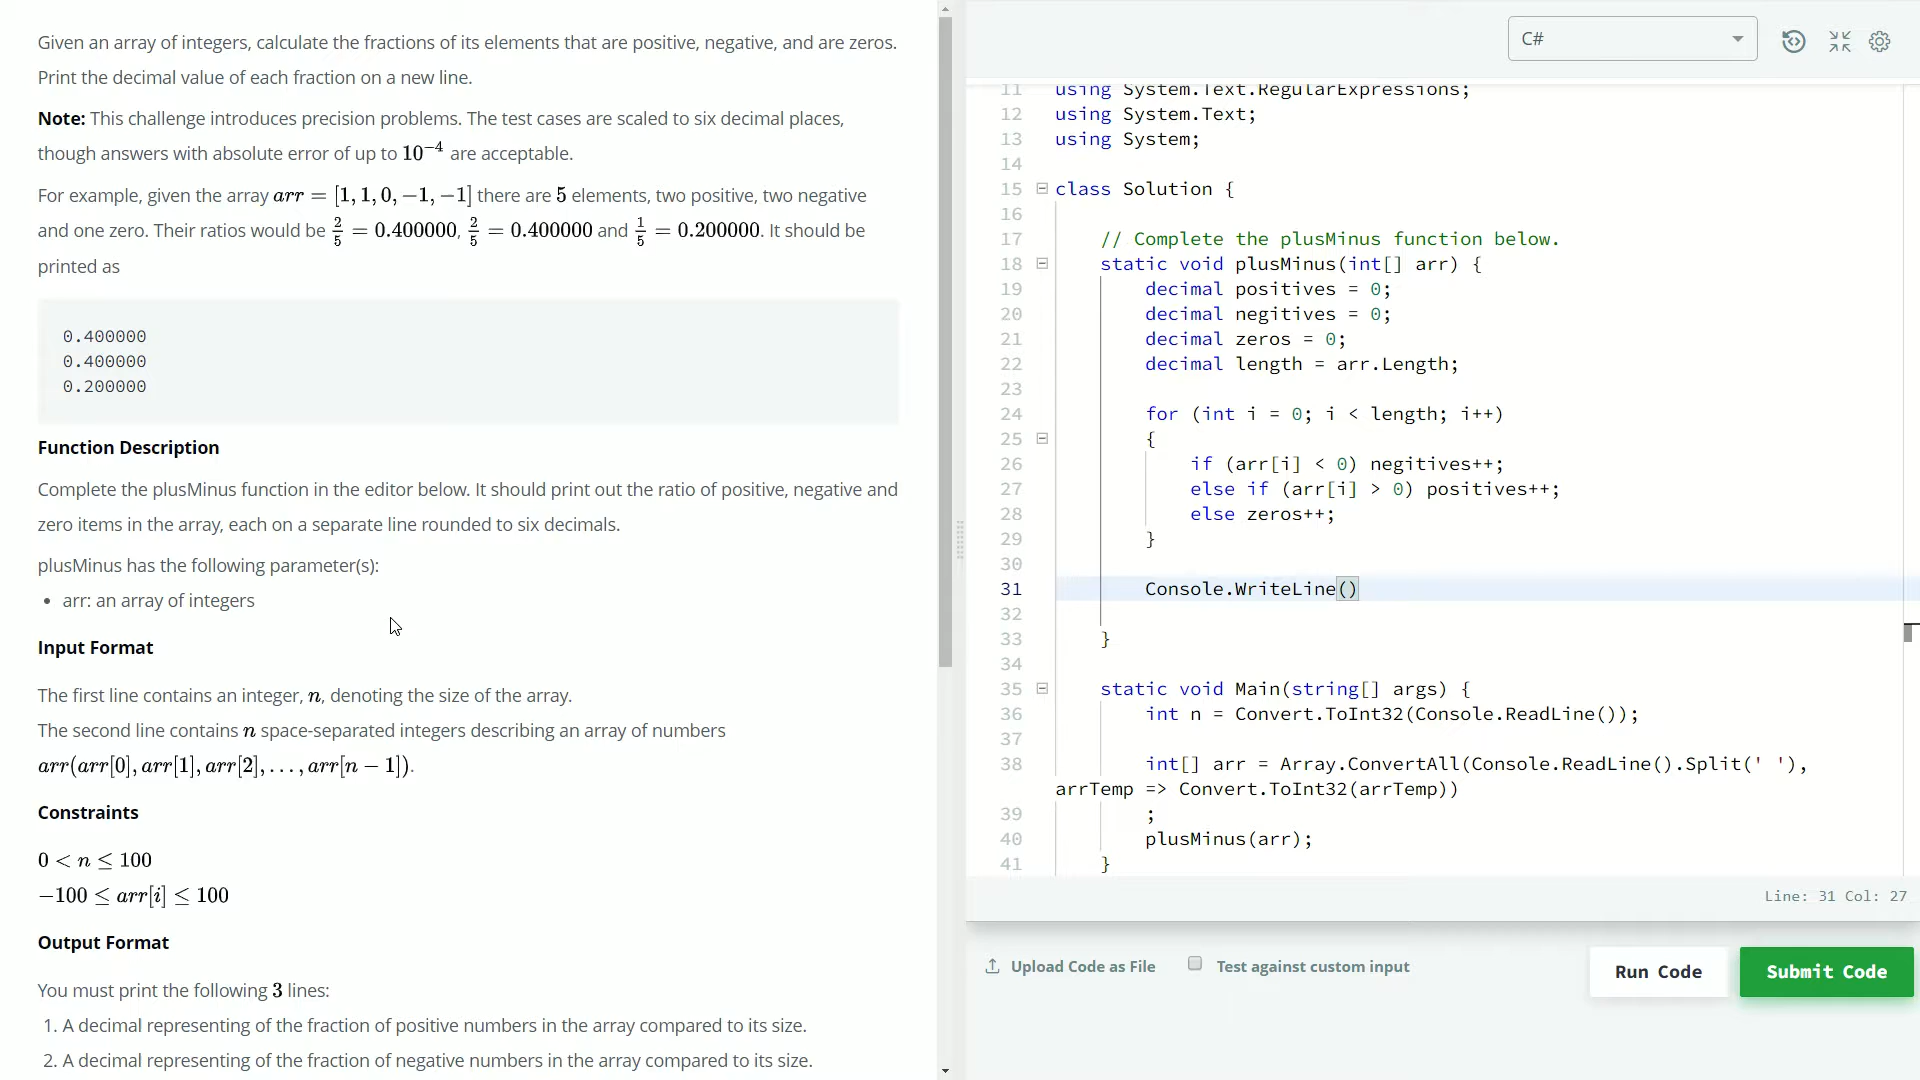 Given an array of integers, calculate the fractions of its elements that are positive, negative, and are zeros.
Print the decimal value of each fraction on a new line.
Note: This challenge introduces precision problems. The test cases are scaled to six decimal places,
though answers with absolute error of up to 10⁻⁴ are acceptable.
For example, given the array arr = [1, 1, 0, −1, −1] there are 5 elements, two positive, two negative
and one zero. Their ratios would be 2/5 = 0.400000, 2/5 = 0.400000 and 1/5 = 0.200000. It should be
printed as
0.400000
0.400000
0.200000
Function Description
Complete the plusMinus function in the editor below. It should print out the ratio of positive, negative and
zero items in the array, each on a separate line rounded to six decimals.
plusMinus has the following parameter(s):
• arr: an array of integers
Input Format
The first line contains an integer, n, denoting the size of the array.
The second line contains n space-separated integers describing an array of numbers
arr(arr[0], arr[1], arr[2], . . . , arr[n − 1]).
Constraints
0 < n ≤ 100
−100 ≤ arr[i] ≤ 100
Output Format
You must print the following 3 lines:
1. A decimal representing of the fraction of positive numbers in the array compared to its size.
2. A decimal representing of the fraction of negative numbers in the array compared to its size.
C#
11 using System.Text.RegularExpressions;
12 using System.Text;
13 using System;
14
15 class Solution {
16
17 // Complete the plusMinus function below.
18 static void plusMinus(int[] arr) {
19 decimal positives = 0;
20 decimal negitives = 0;
21 decimal zeros = 0;
22 decimal length = arr.Length;
23
24 for (int i = 0; i < length; i++)
25 {
26 if (arr[i] < 0) negitives++;
27 else if (arr[i] > 0) positives++;
28 else zeros++;
29 }
30
31 Console.WriteLine()
32
33 }
34
35 static void Main(string[] args) {
36 int n = Convert.ToInt32(Console.ReadLine());
37
38 int[] arr = Array.ConvertAll(Console.ReadLine().Split(' '),
arrTemp => Convert.ToInt32(arrTemp))
39 ;
40 plusMinus(arr);
41 }
Line: 31 Col: 27
Upload Code as File
Test against custom input
Run Code
Submit Code